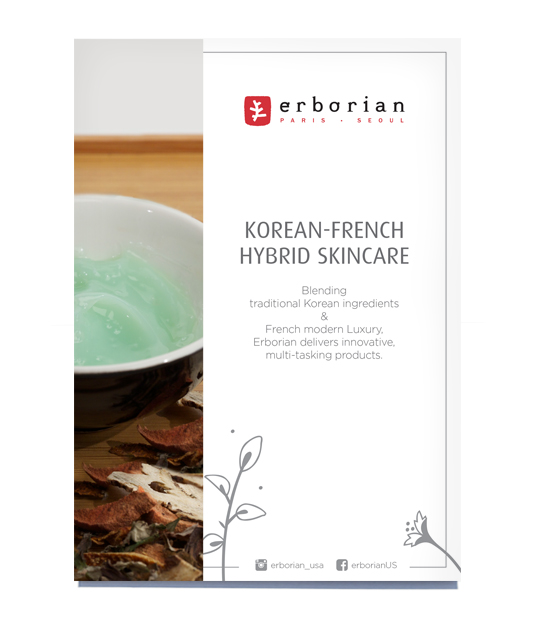 erborian
PARIS · SEOUL
KOREAN-FRENCH
HYBRID SKINCARE
Blending
traditional Korean ingredients
&
French modern Luxury,
Erborian delivers innovative,
multi-tasking products.
erborian_usa erborianUS